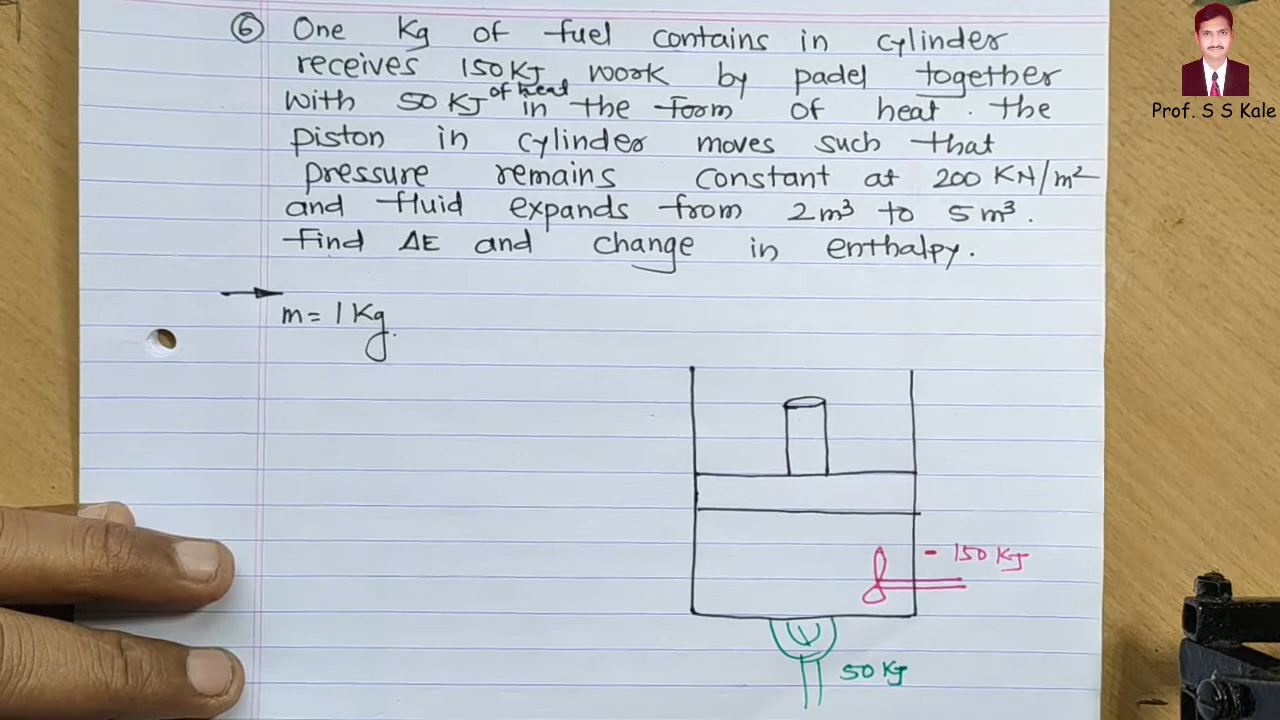 ⑥ One Kg of fuel contains in cylinder
receives 150 KJ work by padel together
with 50 KJ of heat in the form of heat. the
piston in cylinder moves such that
pressure remains constant at 200 KN/m²
and fluid expands from 2m³ to 5m³.
Find ΔE and change in enthalpy.
m = 1 Kg.
- 150 KJ
50 KJ
Prof. S S Kale